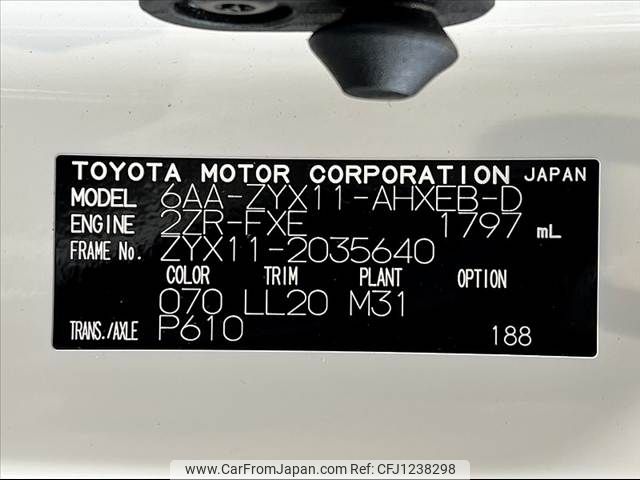 TOYOTA MOTOR CORPORATION JAPAN
MODEL 6AA-ZYX11-AHXEB-D
ENGINE 2ZR-FXE 1797 mL
FRAME No. ZYX11-2035640
COLOR TRIM PLANT OPTION
070 LL20 M31
TRANS./AXLE P610 188
www.CarFromJapan.com - CFJ1238298